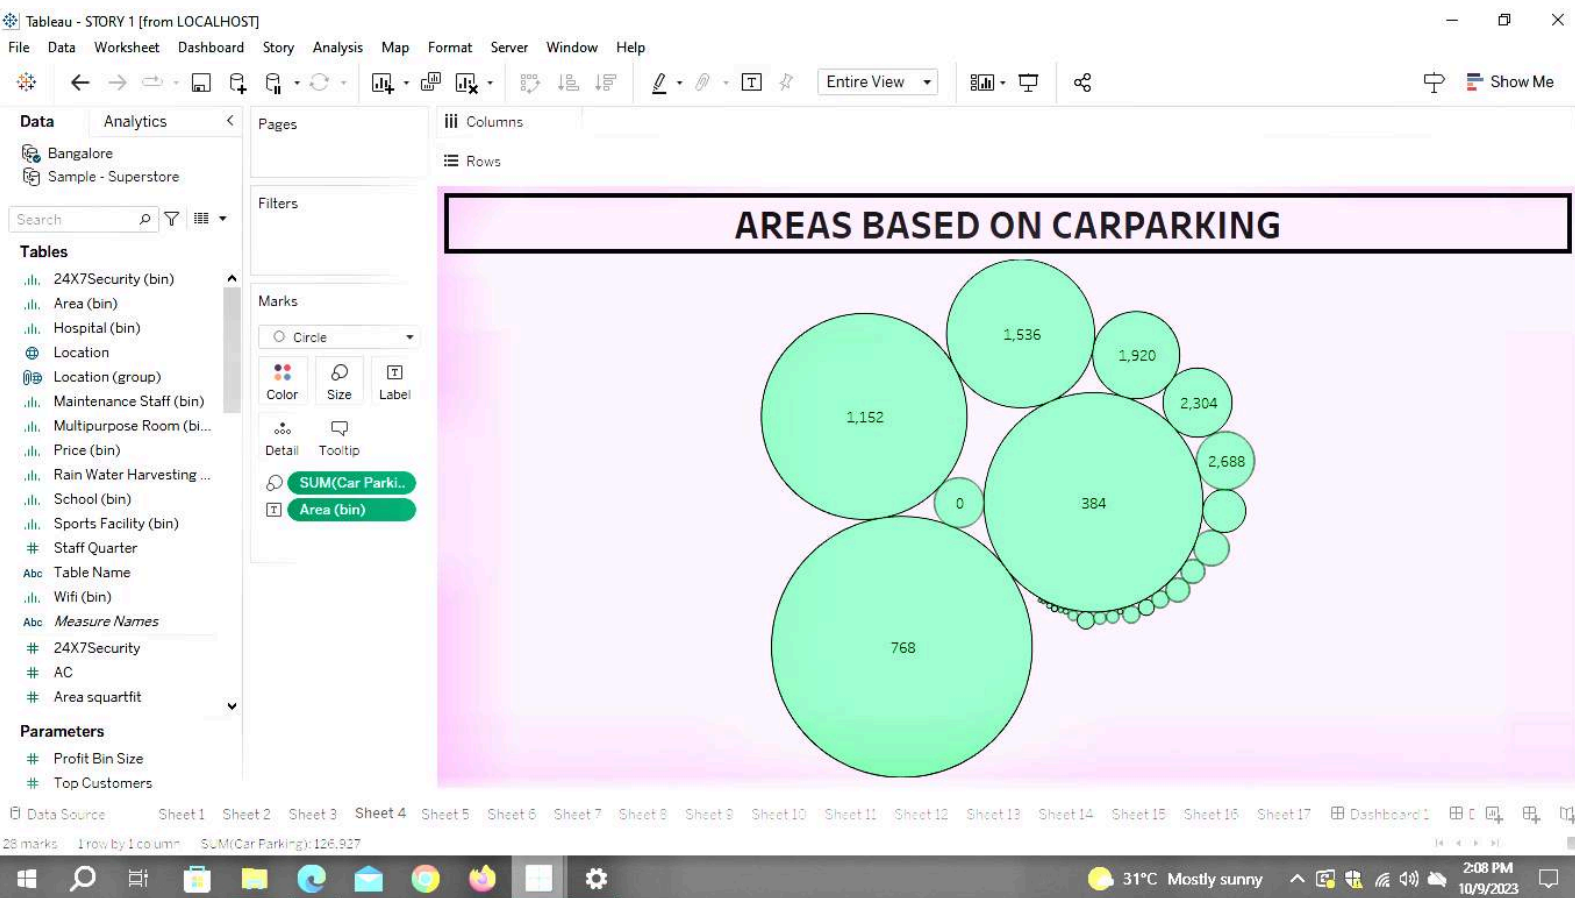 Tableau - STORY 1 [from LOCALHOST]
File Data Worksheet Dashboard Story Analysis Map Format Server Window Help
Entire View
Show Me
Data Analytics
Bangalore
Sample - Superstore
Search
Tables
24X7Security (bin)
Area (bin)
Hospital (bin)
Location
Location (group)
Maintenance Staff (bin)
Multipurpose Room (bi...
Price (bin)
Rain Water Harvesting ...
School (bin)
Sports Facility (bin)
Staff Quarter
Abc Table Name
Wifi (bin)
Abc Measure Names
24X7Security
AC
Area squartfit
Parameters
Profit Bin Size
Top Customers
Pages
Filters
Marks
Circle
Color Size Label
Detail Tooltip
SUM(Car Parki..
Area (bin)
Columns
Rows
AREAS BASED ON CARPARKING
1,536
1,920
1,152
2,304
2,688
0
384
768
Data Source Sheet 1 Sheet 2 Sheet 3 Sheet 4 Sheet 5 Sheet 6 Sheet 7 Sheet 8 Sheet 9 Sheet 10 Sheet 11 Sheet 12 Sheet 13 Sheet 14 Sheet 15 Sheet 16 Sheet 17 Dashboard 1
28 marks 1 row by 1 column SUM(Car Parking): 126,927
31°C Mostly sunny
2:08 PM
10/9/2023